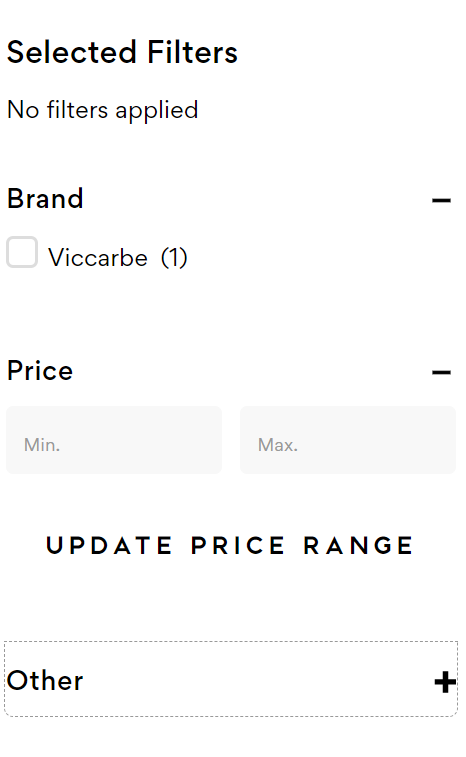 Selected Filters
No filters applied
Brand
Viccarbe (1)
Price
Min. Max.
UPDATE PRICE RANGE
Other